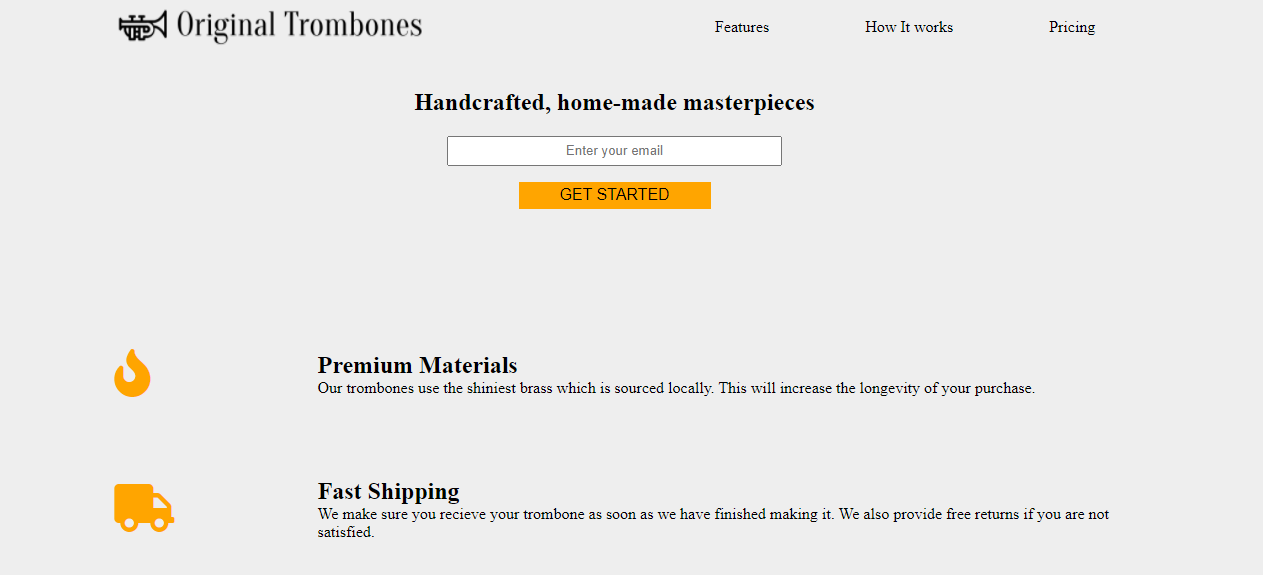 Original Trombones
Features
How It works
Pricing
Handcrafted, home-made masterpieces
Enter your email
GET STARTED
Premium Materials
Our trombones use the shiniest brass which is sourced locally. This will increase the longevity of your purchase.
Fast Shipping
We make sure you recieve your trombone as soon as we have finished making it. We also provide free returns if you are not
satisfied.